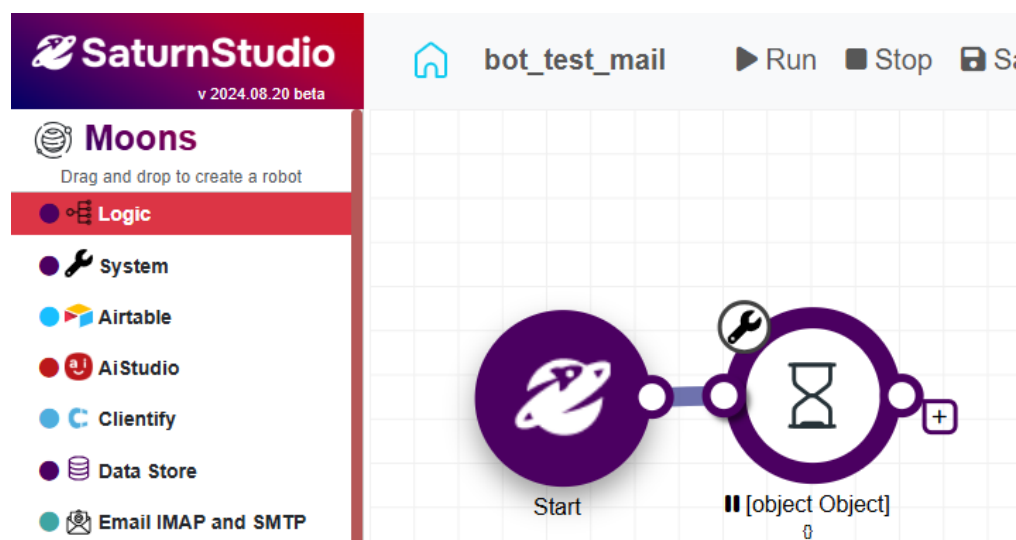 SaturnStudio
v 2024.08.20 beta
bot_test_mail
Run
Stop
Moons
Drag and drop to create a robot
Logic
System
Airtable
AiStudio
Clientify
Data Store
Email IMAP and SMTP
Start
[object Object]
{}
+